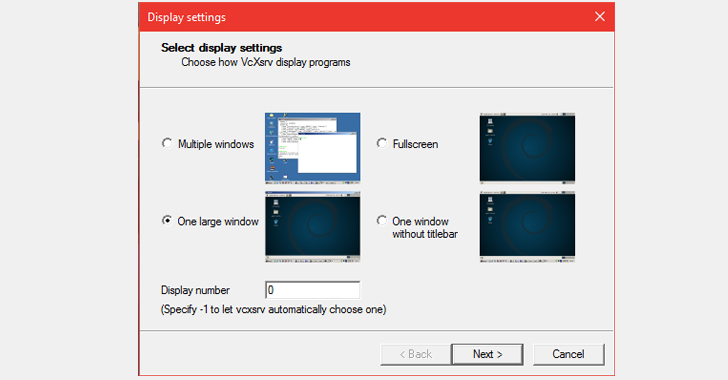 Display settings
Select display settings
Choose how VcXsrv display programs
Multiple windows
Fullscreen
One large window
One window
without titlebar
Display number
0
(Specify -1 to let vcxsrv automatically choose one)
< Back
Next >
Cancel